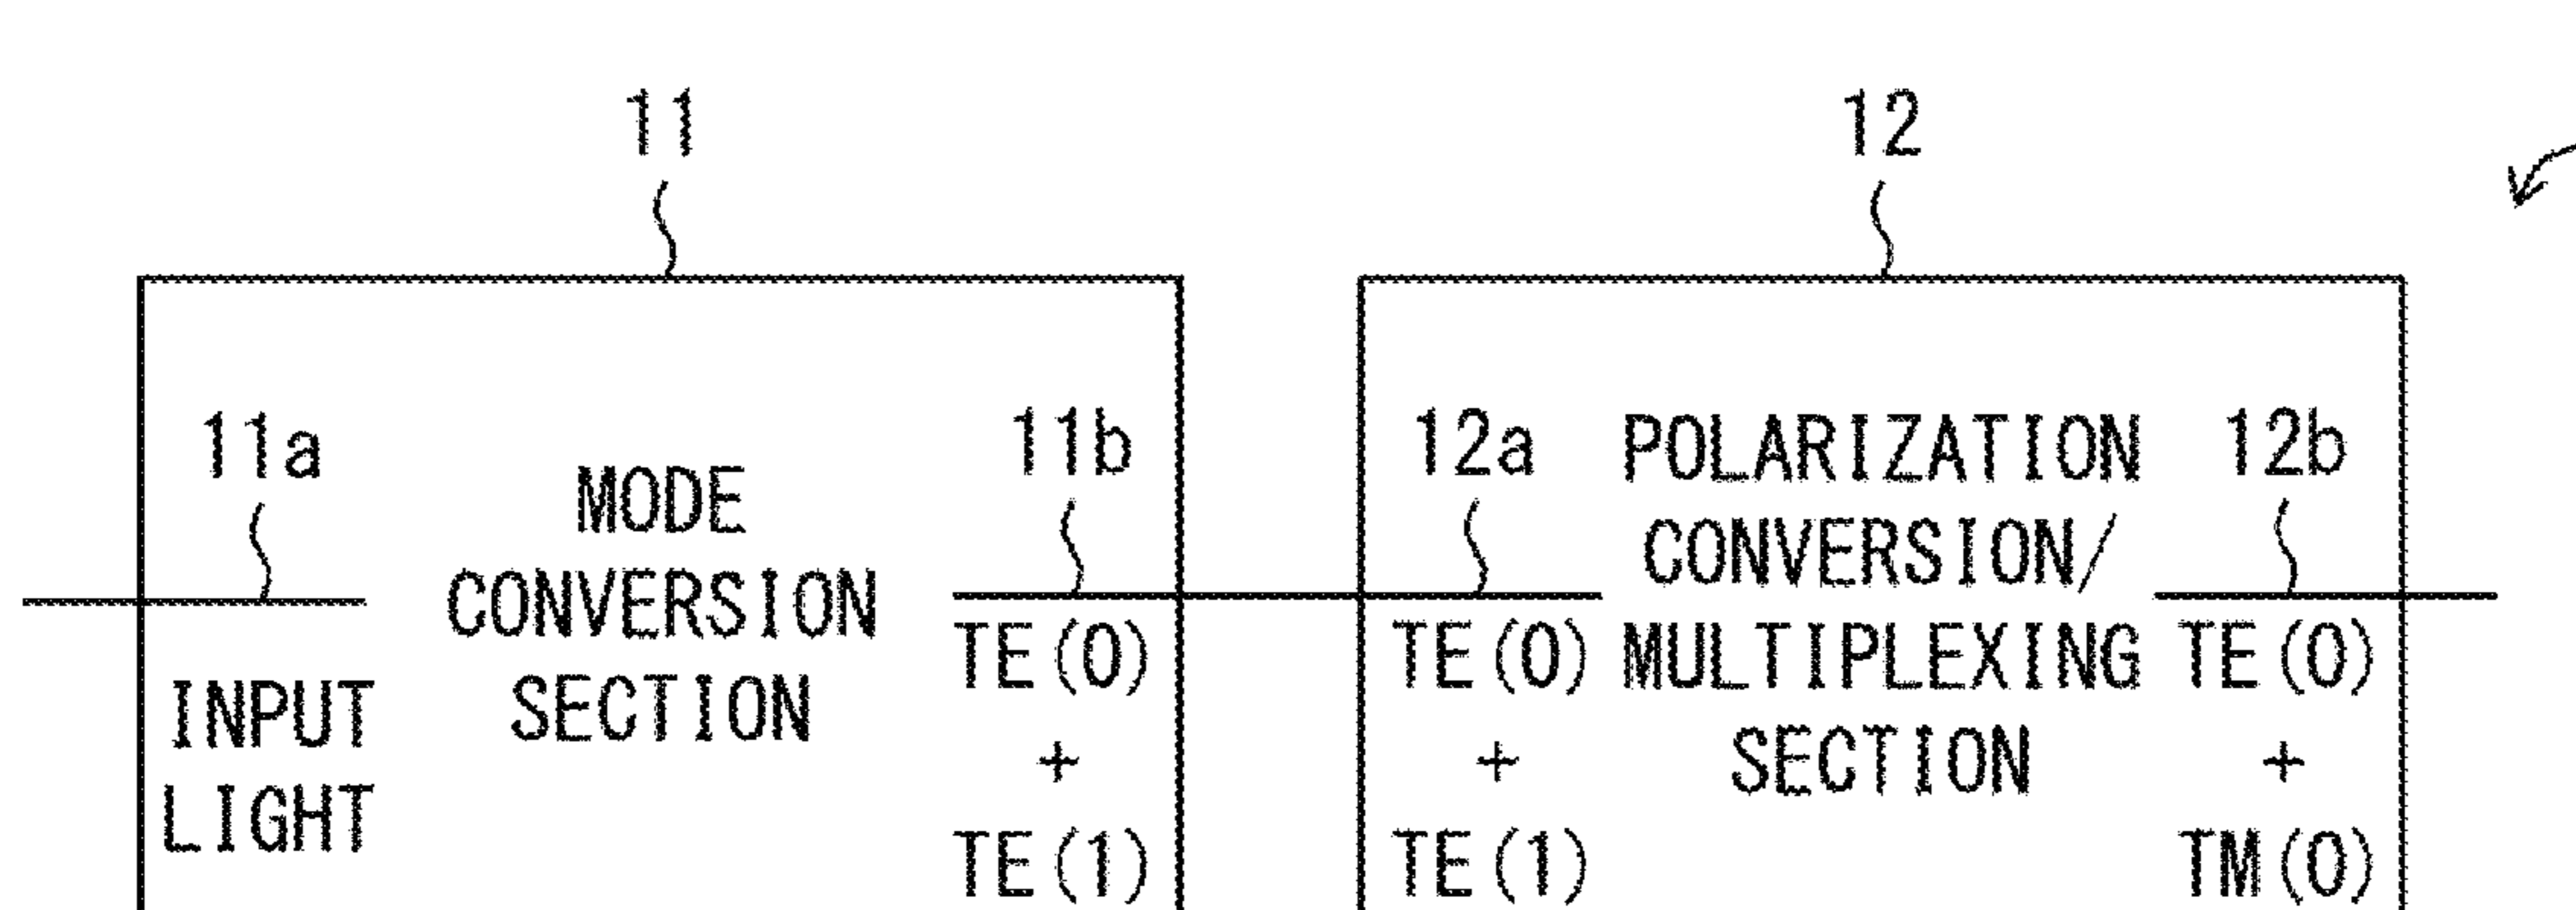 11
12
11a
11b
12a
12b
MODE
CONVERSION
SECTION
INPUT
LIGHT
TE(0)
+
TE(1)
TE(0)
+
TE(1)
POLARIZATION
CONVERSION/
MULTIPLEXING
SECTION
TE(0)
+
TM(0)